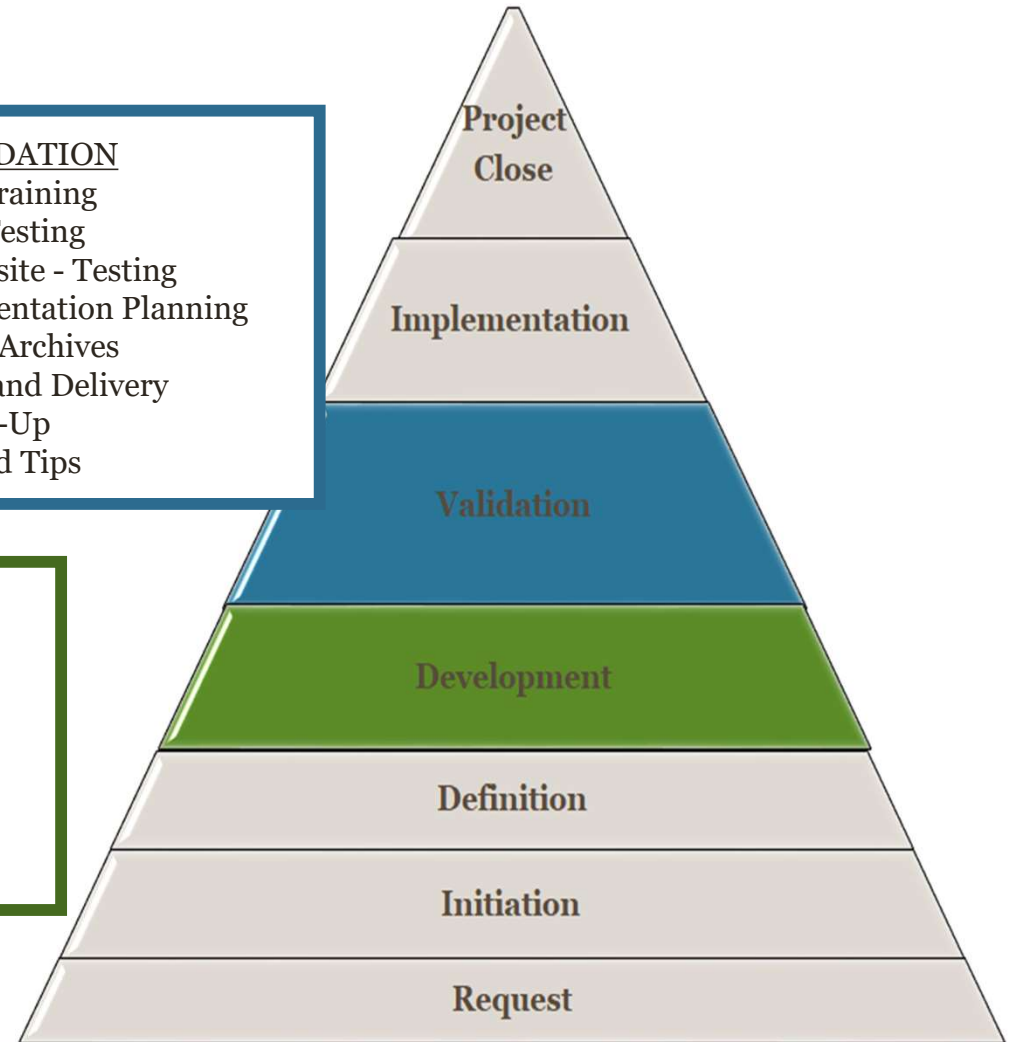 DATION
raining
esting
site - Testing
entation Planning
Archives
and Delivery
-Up
d Tips
Project
Close
Implementation
Validation
Development
Definition
Initiation
Request